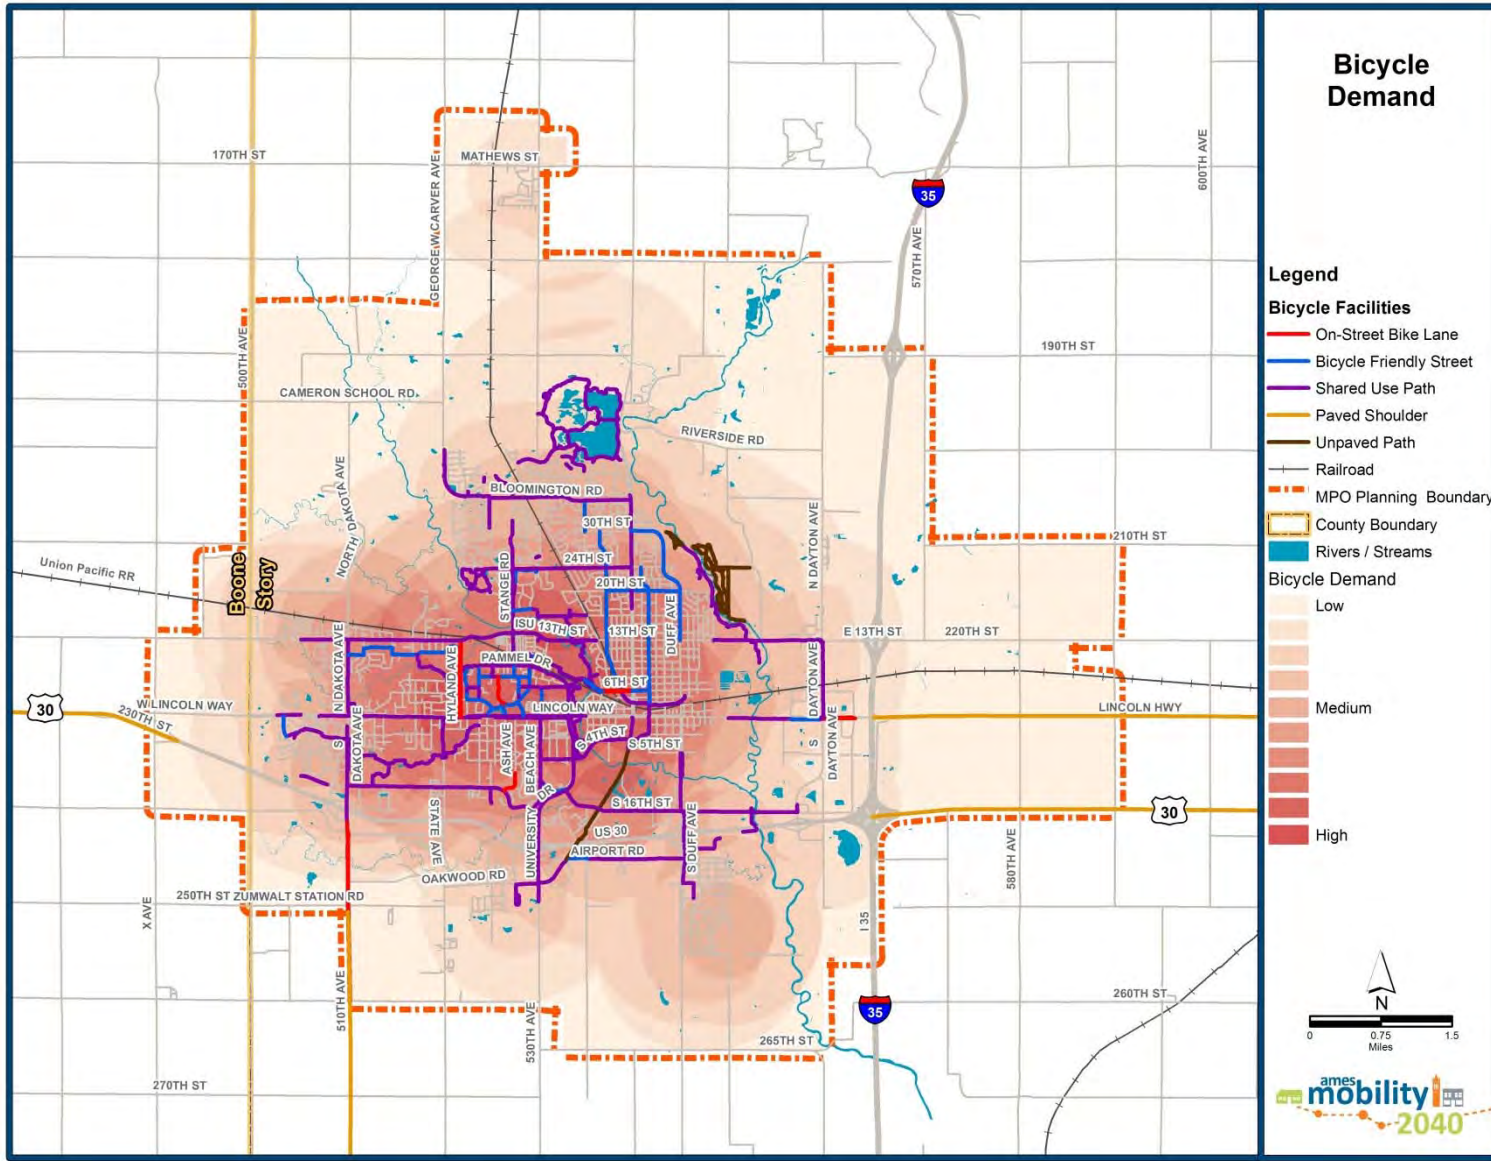 Bicycle
Demand
Legend
Bicycle Facilities
On-Street Bike Lane
Bicycle Friendly Street
Shared Use Path
Paved Shoulder
Unpaved Path
Railroad
MPO Planning Boundary
County Boundary
Rivers / Streams
Bicycle Demand
Low
Medium
High
N
0 0.75 1.5
Miles
ames
mobility
2040
170TH ST
MATHEWS ST
GEORGE W CARVER AVE
600TH AVE
35
570TH AVE
500TH AVE
190TH ST
CAMERON SCHOOL RD
RIVERSIDE RD
NORTH DAKOTA AVE
BLOOMINGTON RD
30TH ST
N DAYTON AVE
210TH ST
Union Pacific RR
Boone
Story
24TH ST
STANGE RD
20TH ST
DUFF AVE
ISU 13TH ST
13TH ST
E 13TH ST
220TH ST
N DAKOTA AVE
HYLAND AVE
PAMMEL DR
6TH ST
DAYTON AVE
30
W LINCOLN WAY
230TH ST
LINCOLN WAY
LINCOLN HWY
S DAKOTA AVE
ASH AVE
BEACH AVE
S 4TH ST
S 5TH ST
S DAYTON AVE
STATE AVE
UNIVERSITY DR
S 16TH ST
US 30
S DUFF AVE
30
AIRPORT RD
OAKWOOD RD
580TH AVE
250TH ST ZUMWALT STATION RD
X AVE
I 35
510TH AVE
530TH AVE
35
260TH ST
265TH ST
270TH ST